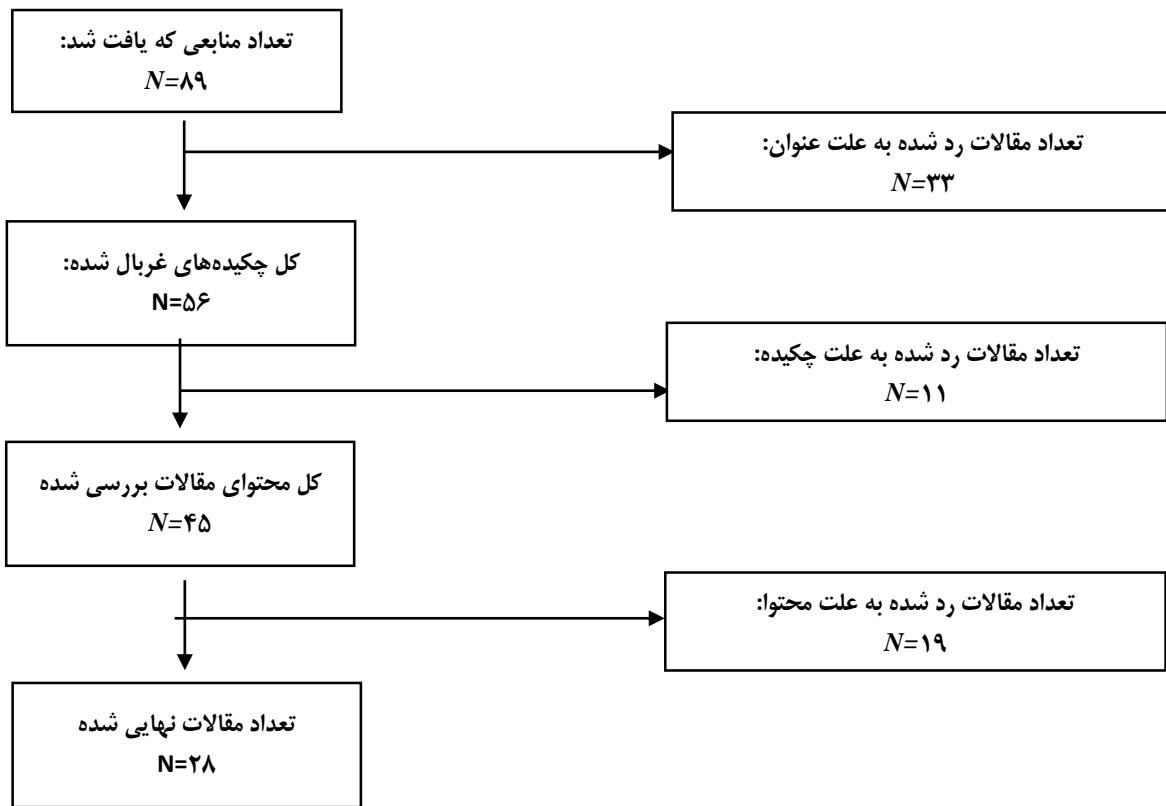 تعداد منابعی که یافت شد:
N=۸۹
تعداد مقالات رد شده به علت عنوان:
N=۳۳
کل چکیده‌های غربال شده:
N=۵۶
تعداد مقالات رد شده به علت چکیده:
N=۱۱
کل محتوای مقالات بررسی شده
N=۴۵
تعداد مقالات رد شده به علت محتوا:
N=۱۹
تعداد مقالات نهایی شده
N=۲۸